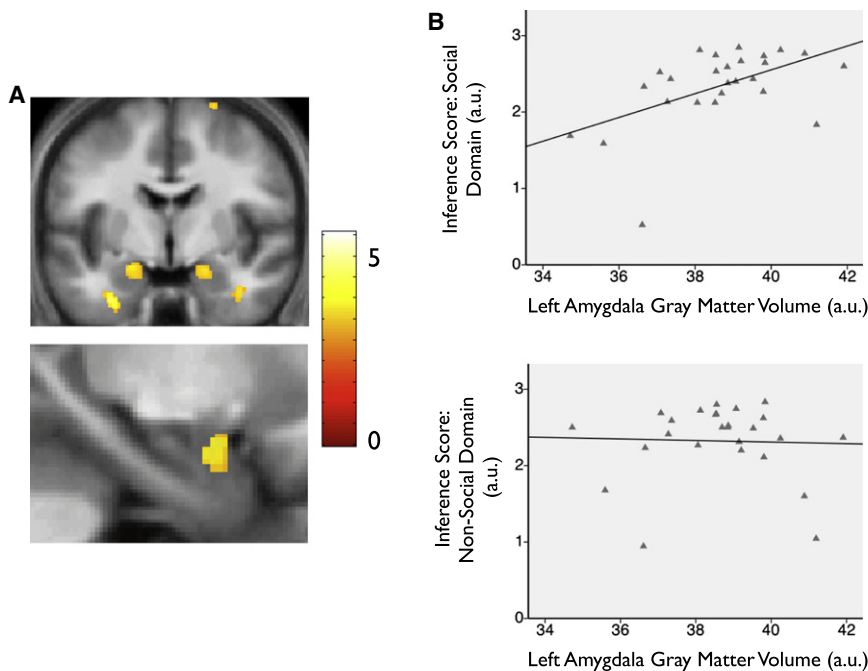 A
5
0
B
Inference Score: Social
Domain (a.u.)
3
2
1
0
34
36
38
40
42
Left Amygdala Gray Matter Volume (a.u.)
Inference Score:
Non-Social Domain
(a.u.)
3
2
1
0
34
36
38
40
42
Left Amygdala Gray Matter Volume (a.u.)